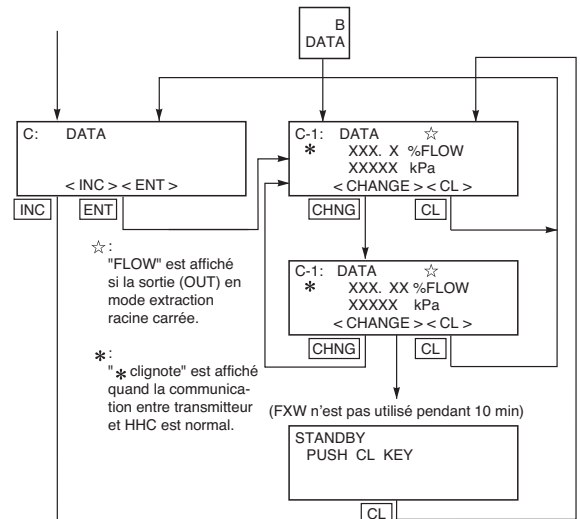 B
DATA
C: DATA
< INC > < ENT >
INC
ENT
C-1: DATA ☆
* XXX. X %FLOW
XXXXX kPa
< CHANGE > < CL >
CHNG
CL
☆:
"FLOW" est affiché
si la sortie (OUT) en
mode extraction
racine carrée.
C-1: DATA ☆
* XXX. XX %FLOW
XXXXX kPa
< CHANGE > < CL >
CHNG
CL
*:
"* clignote" est affiché
quand la communica-
tion entre transmitteur
et HHC est normal.
(FXW n'est pas utilisé pendant 10 min)
STANDBY
PUSH CL KEY
CL